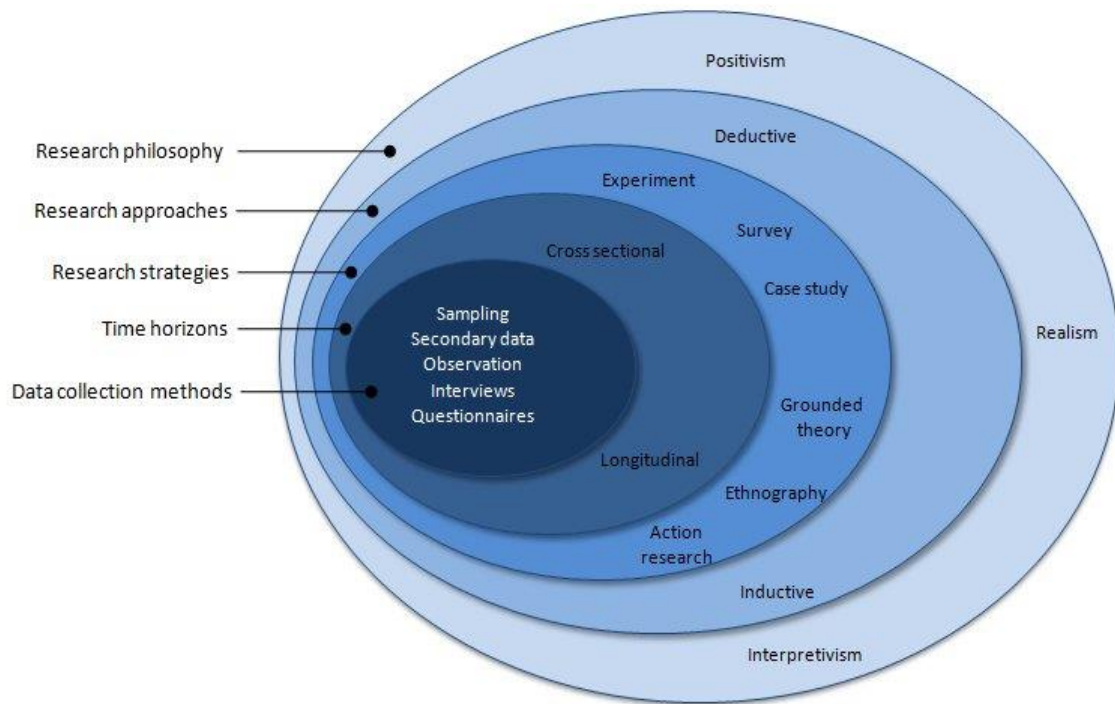 Positivism
Deductive
Research philosophy
Experiment
Research approaches
Survey
Cross sectional
Research strategies
Case study
Sampling
Time horizons
Secondary data
Realism
Observation
Data collection methods
Interviews
Grounded
theory
Questionnaires
Longitudinal
Ethnography
Action
research
Inductive
Interpretivism